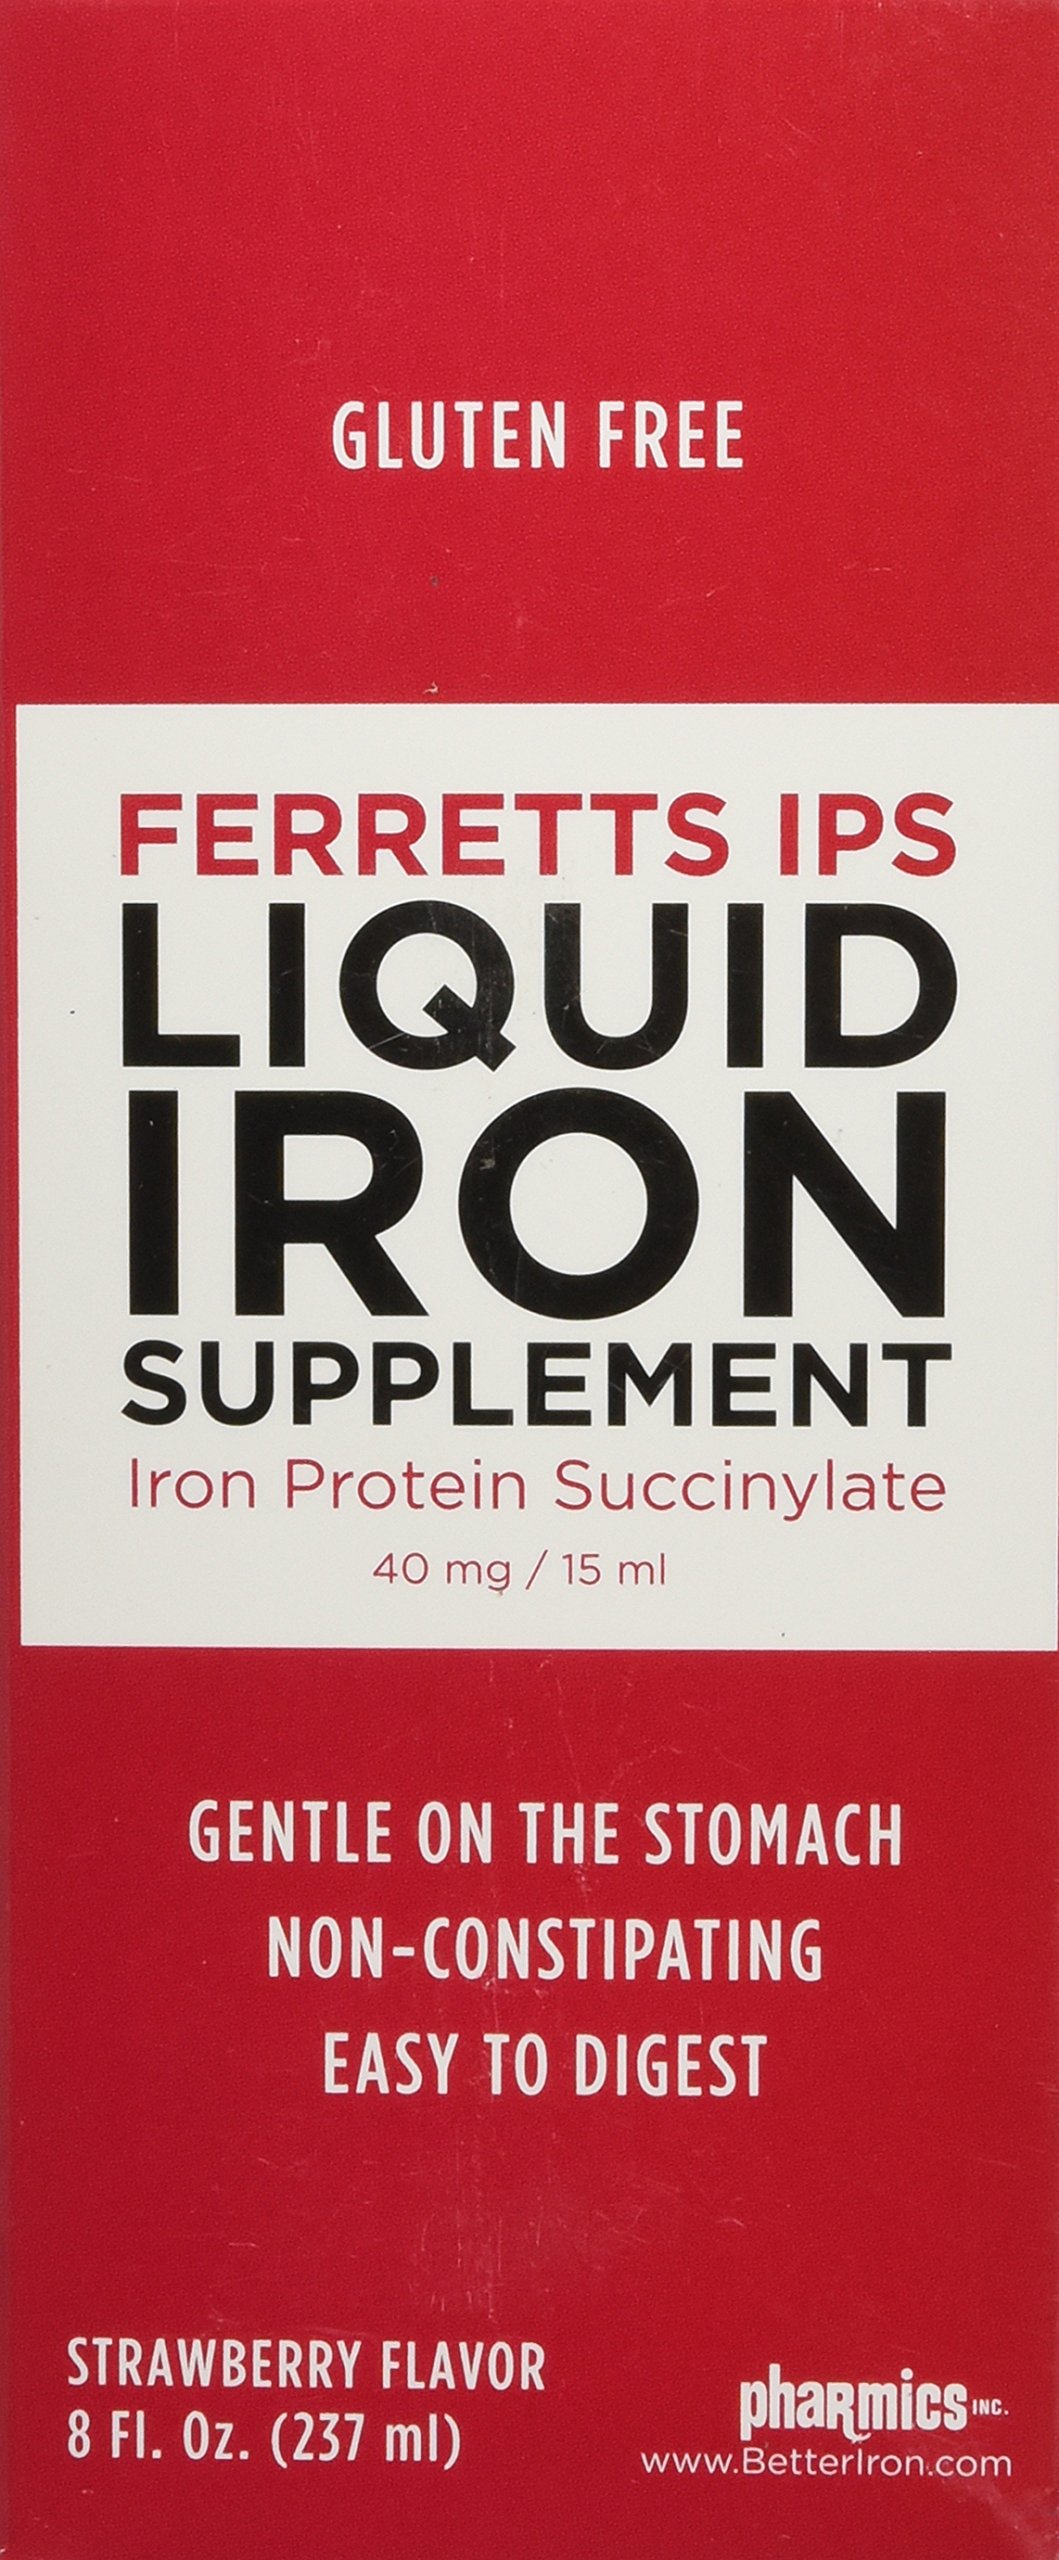 GLUTEN FREE
FERRETTS IPS
LIQUID
IRON
SUPPLEMENT
Iron Protein Succinylate
40 mg / 15 ml
GENTLE ON THE STOMACH
NON-CONSTIPATING
EASY TO DIGEST
STRAWBERRY FLAVOR
8 Fl. Oz. (237 ml)
phaRmics INC.
www.BetterIron.com